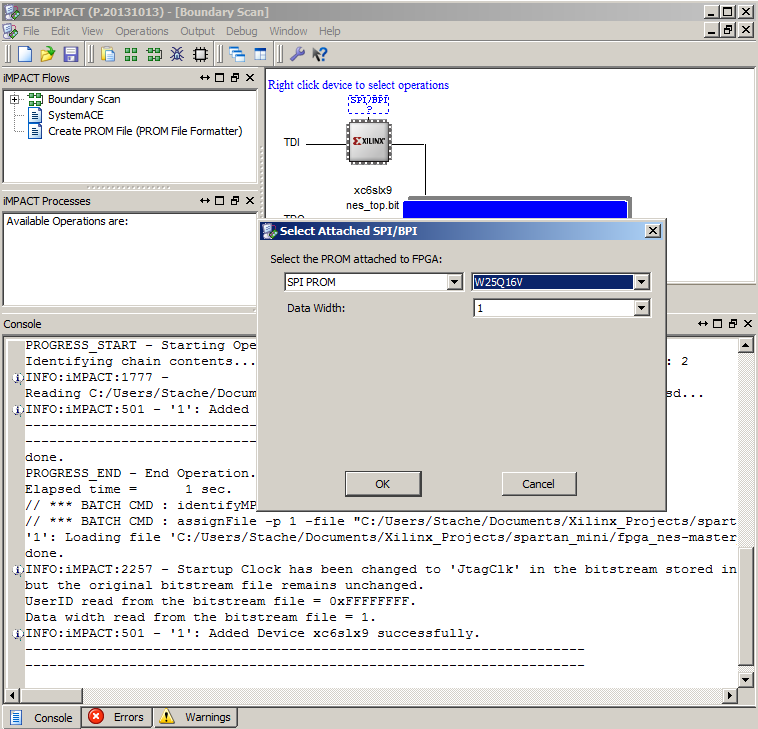 ISE iMPACT (P.20131013) - [Boundary Scan]
File Edit View Operations Output Debug Window Help
iMPACT Flows
Boundary Scan
SystemACE
Create PROM File (PROM File Formatter)
iMPACT Processes
Available Operations are:
Right click device to select operations
SPI/BPI
?
TDI
XILINX
xc6slx9
nes_top.bit
TDO
Select Attached SPI/BPI
Select the PROM attached to FPGA:
SPI PROM
W25Q16V
Data Width:
1
OK
Cancel
Console
PROGRESS_START - Starting Ope
Identifying chain contents... : 2
INFO:iMPACT:1777 -
Reading C:/Users/Stache/Docum sd...
INFO:iMPACT:501 - '1': Added
----------------------------------------------------------------------
----------------------------------------------------------------------
done.
PROGRESS_END - End Operation.
Elapsed time =      1 sec.
// *** BATCH CMD : identifyMP
// *** BATCH CMD : assignFile -p 1 -file "C:/Users/Stache/Documents/Xilinx_Projects/spart
'1': Loading file 'C:/Users/Stache/Documents/Xilinx_Projects/spartan_mini/fpga_nes-master
done.
INFO:iMPACT:2257 - Startup Clock has been changed to 'JtagClk' in the bitstream stored in
but the original bitstream file remains unchanged.
UserID read from the bitstream file = 0xFFFFFFFF.
Data width read from the bitstream file = 1.
INFO:iMPACT:501 - '1': Added Device xc6slx9 successfully.
----------------------------------------------------------------------
----------------------------------------------------------------------
Console
Errors
Warnings